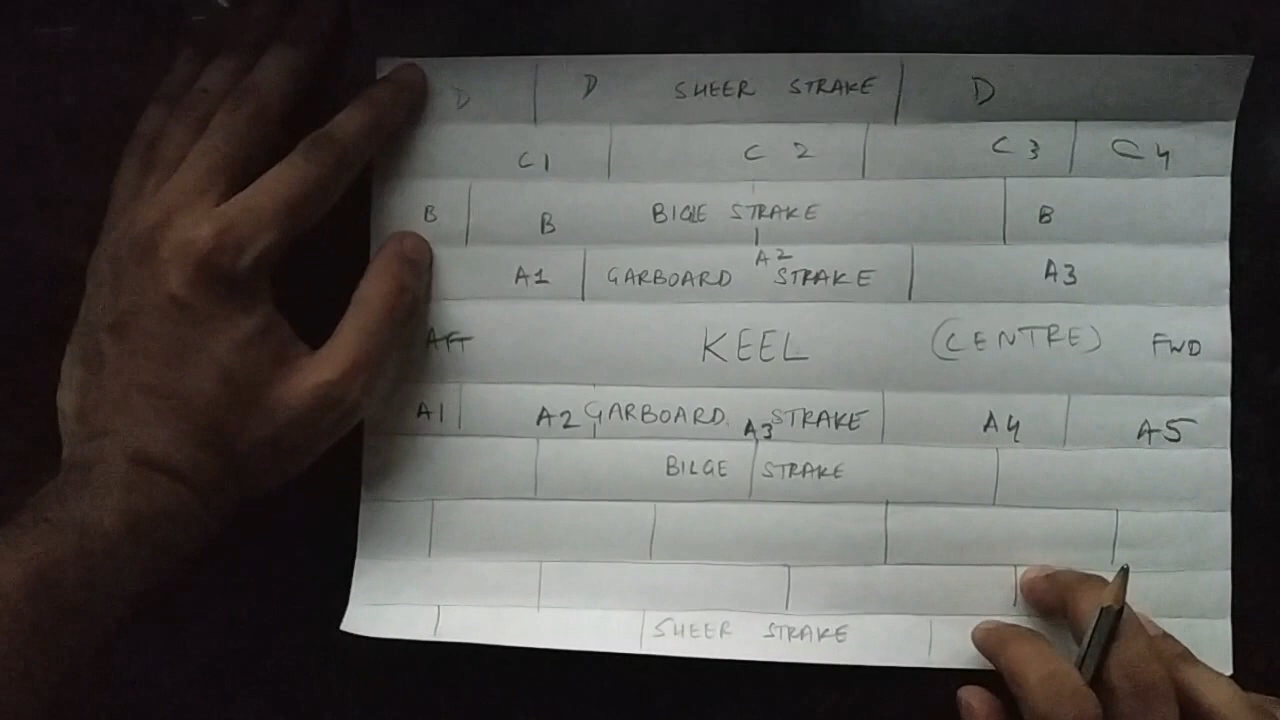 D D SHEER STRAKE D
C1 C 2 C 3 C 4
B B BIGLE STRAKE B
A2
A1 GARBOARD STRAKE A3
AFT KEEL (CENTRE) FWD
A1 A2 GARBOARD STRAKE A4 A5
A3
BILGE STRAKE
SHEER STRAKE